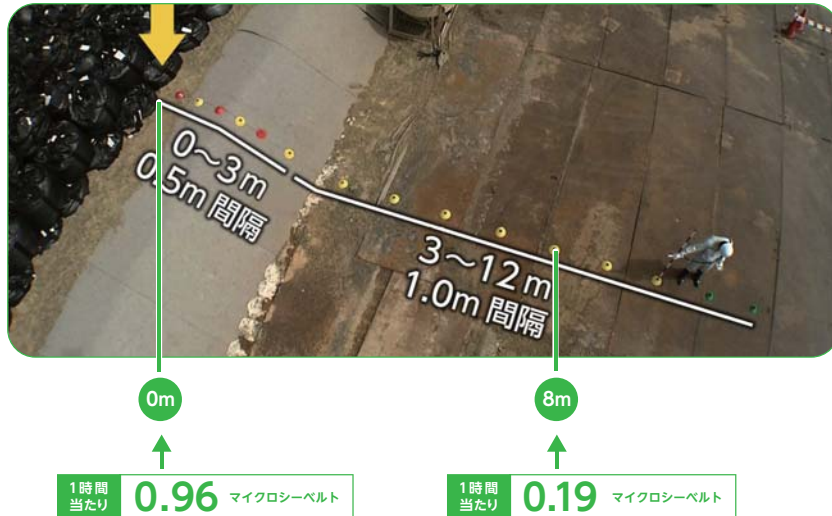 0〜3m
0.5m 間隔
3〜12m
1.0m 間隔
0m
8m
1時間
当たり
0.96 マイクロシーベルト
1時間
当たり
0.19 マイクロシーベルト